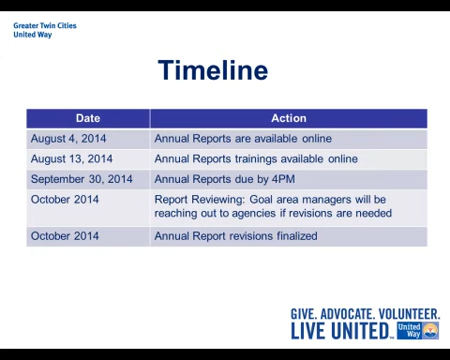 Greater Twin Cities
United Way
Timeline
Date Action
August 4, 2014 Annual Reports are available online
August 13, 2014 Annual Reports trainings available online
September 30, 2014 Annual Reports due by 4PM
October 2014 Report Reviewing: Goal area managers will be
reaching out to agencies if revisions are needed
October 2014 Annual Report revisions finalized
GIVE. ADVOCATE. VOLUNTEER.
LIVE UNITED
United
Way